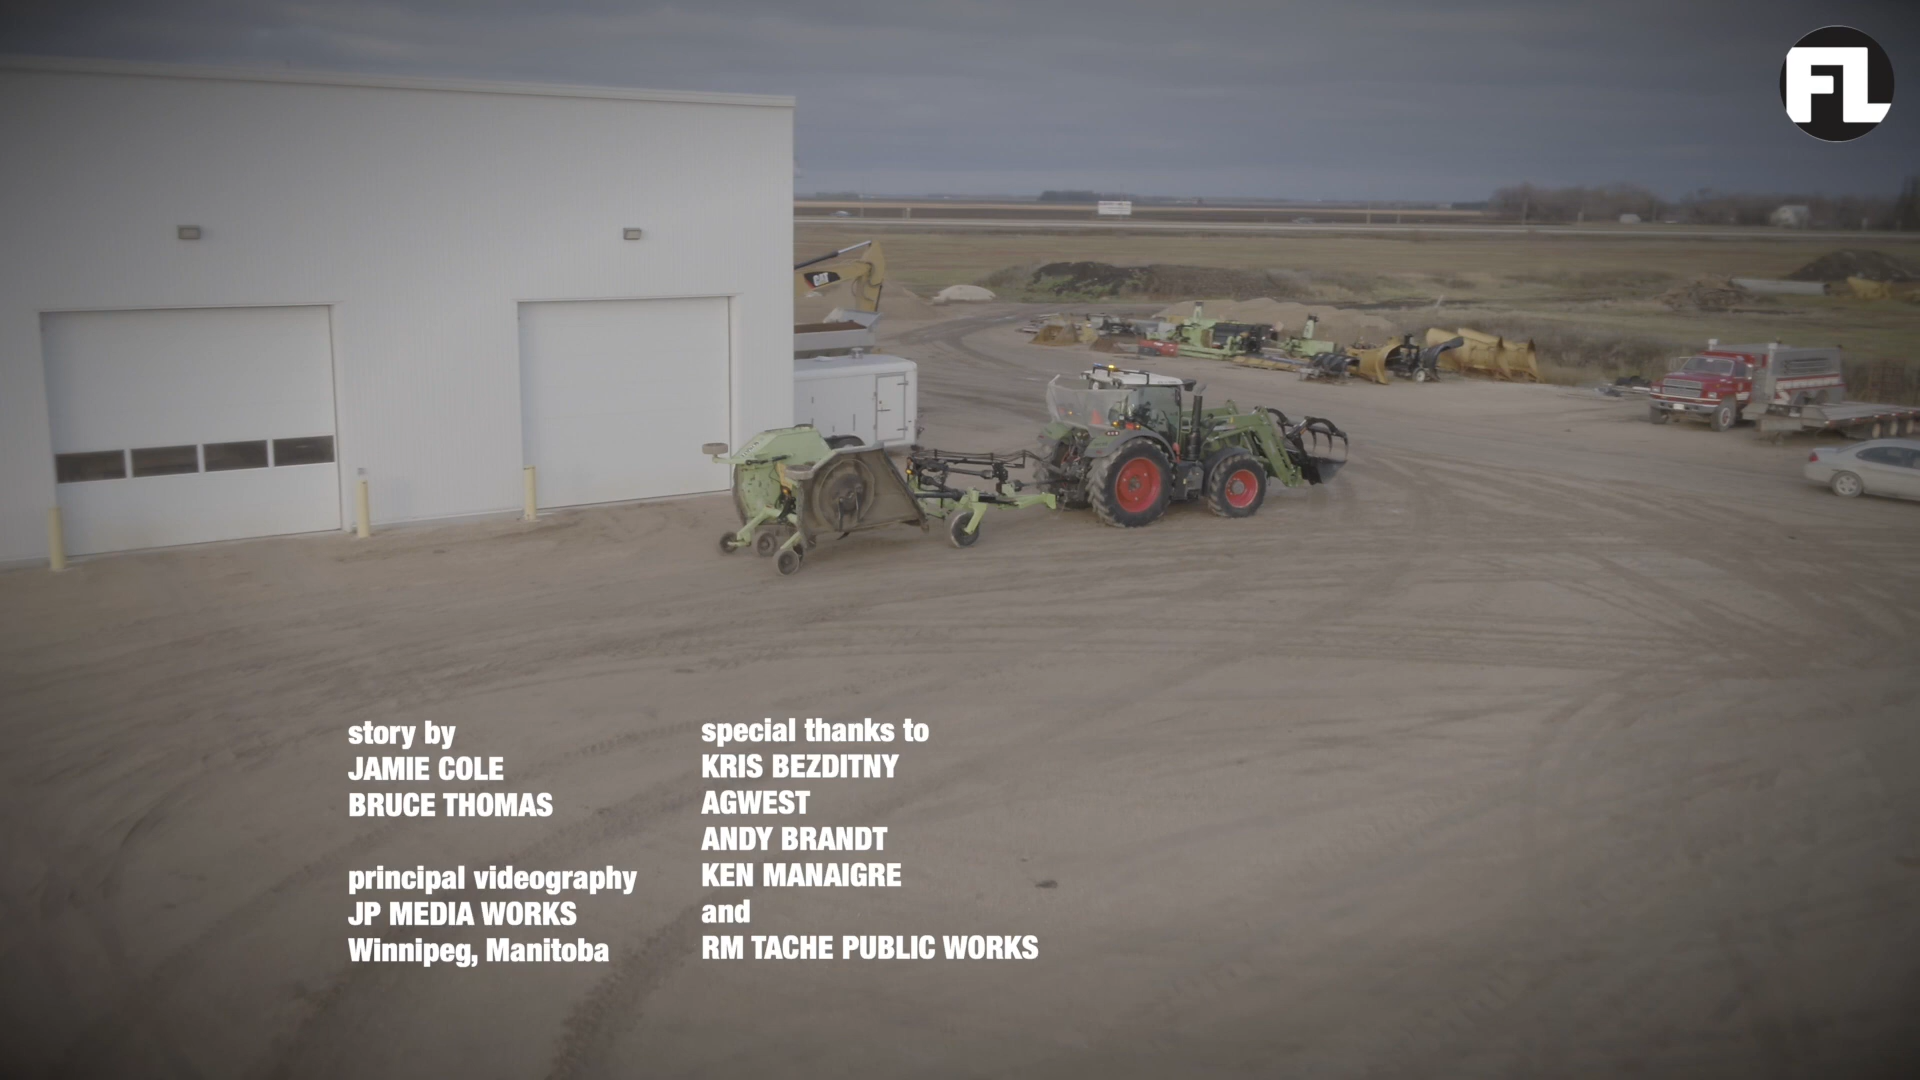 FL
CAT
story by
JAMIE COLE
BRUCE THOMAS
principal videography
JP MEDIA WORKS
Winnipeg, Manitoba
special thanks to
KRIS BEZDITNY
AGWEST
ANDY BRANDT
KEN MANAIGRE
and
RM TACHE PUBLIC WORKS